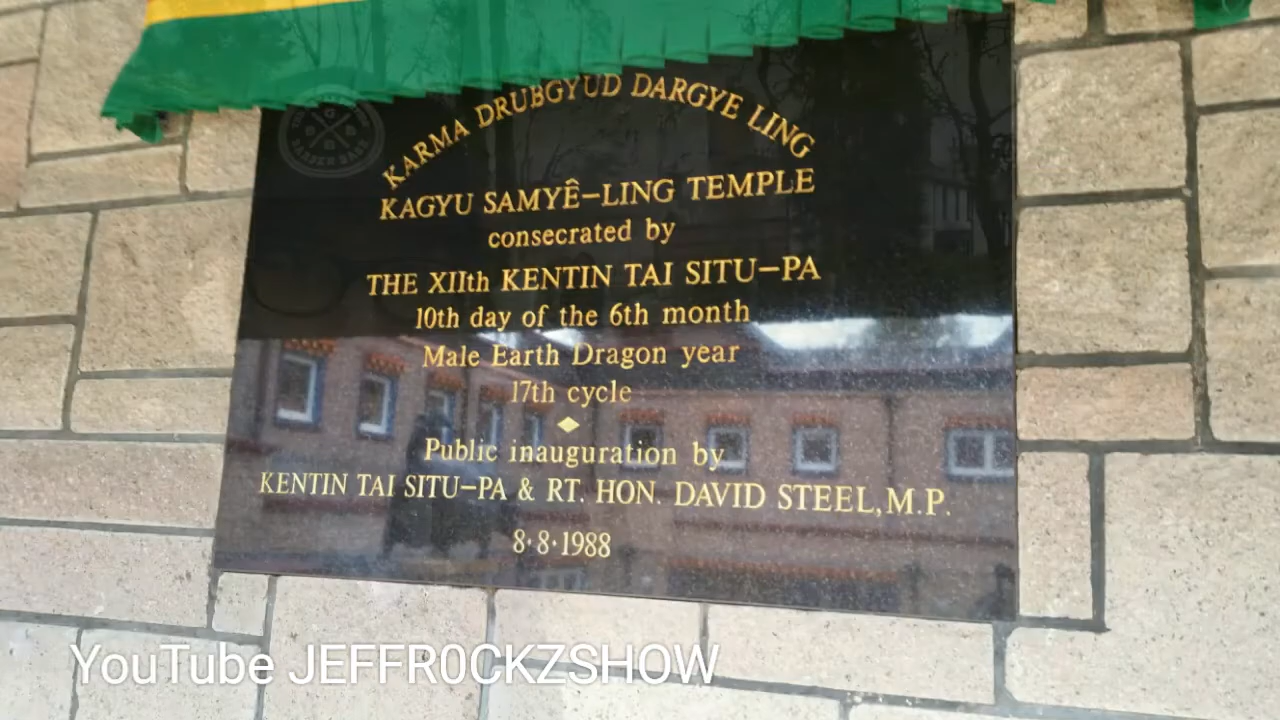 KARMA DRUBGYUD DARGYE LING
KAGYU SAMYÊ-LING TEMPLE
consecrated by
THE XIIth KENTIN TAI SITU-PA
10th day of the 6th month
Male Earth Dragon year
17th cycle
Public inauguration by
KENTIN TAI SITU-PA & RT. HON. DAVID STEEL, M.P.
8·8·1988
YouTube JEFFR0CKZSHOW